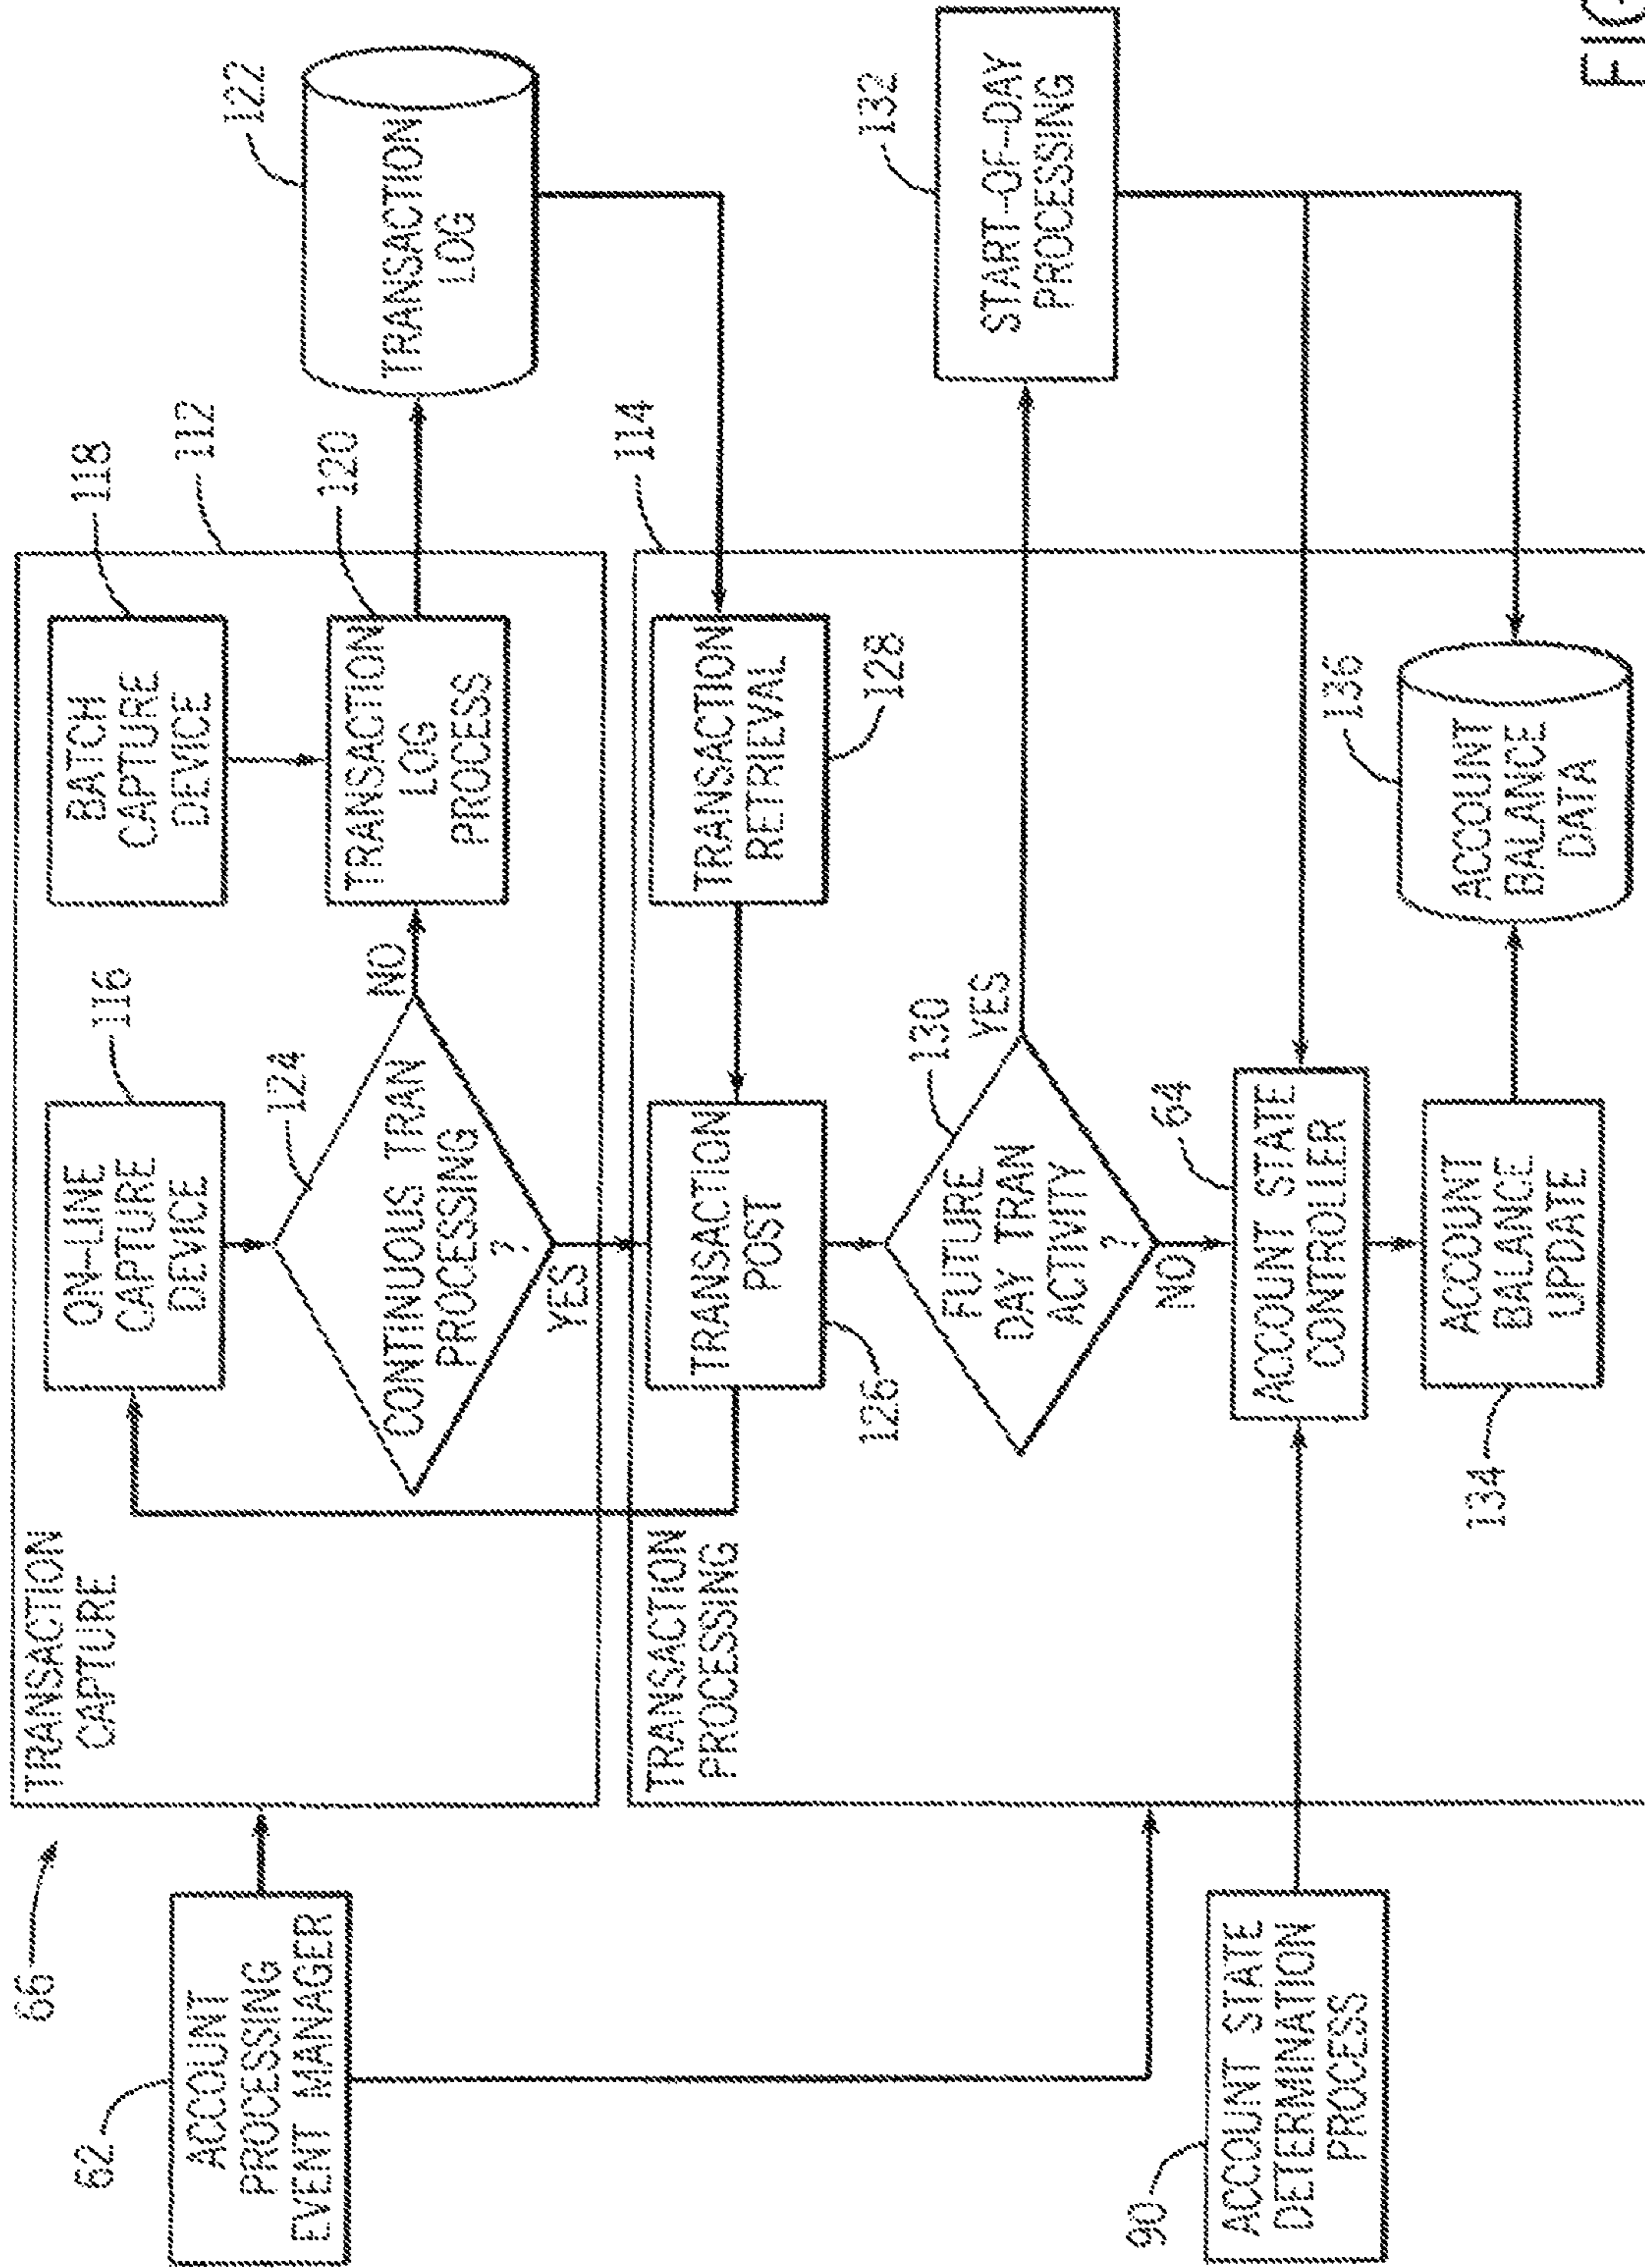 66
TRANSACTION
CAPTURE
62
ACCOUNT
PROCESSING
EVENT MANAGER
ON-LINE
CAPTURE
DEVICE
116
BATCH
CAPTURE
DEVICE
118
112
124
CONTINUOUS TRAN
PROCESSING
?
NO
YES
TRANSACTION
LOG
PROCESS
120
TRANSACTION
LOG
122
TRANSACTION
PROCESSING
114
TRANSACTION
POST
126
TRANSACTION
RETRIEVAL
128
FUTURE
DAY TRAN
ACTIVITY
?
130
YES
NO
START-OF-DAY
PROCESSING
132
90
ACCOUNT STATE
DETERMINATION
PROCESS
ACCOUNT STATE
CONTROLLER
64
ACCOUNT
BALANCE
UPDATE
134
ACCOUNT
BALANCE
DATA
136